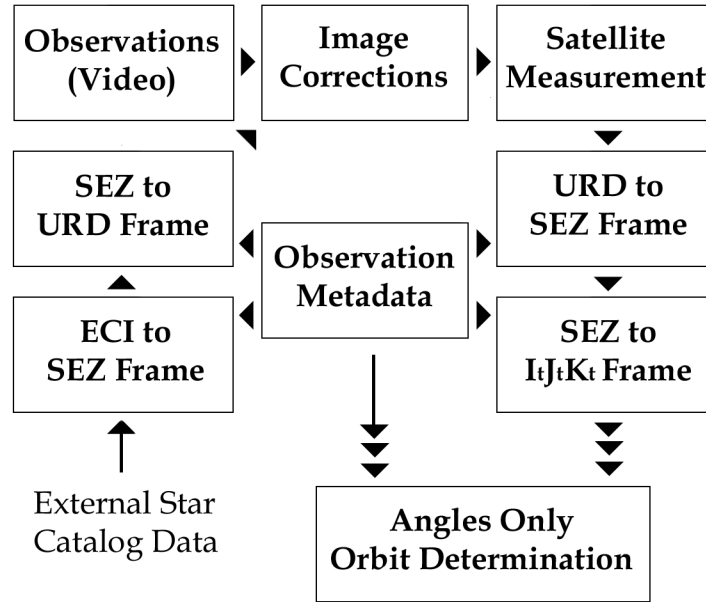 Observations
(Video)
Image
Corrections
Satellite
Measurement
SEZ to
URD Frame
Observation
Metadata
URD to
SEZ Frame
ECI to
SEZ Frame
SEZ to
ItJtKt Frame
External Star
Catalog Data
Angles Only
Orbit Determination